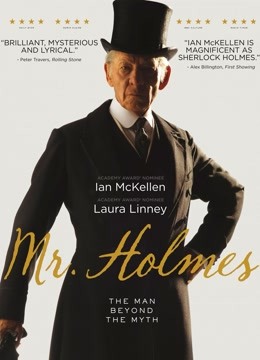 "BRILLIANT, MYSTERIOUS
AND LYRICAL."
- Peter Travers, Rolling Stone
"IAN McKELLEN IS
MAGNIFICENT AS
SHERLOCK HOLMES."
- Alex Billington, First Showing
ACADEMY AWARD® NOMINEE
Ian McKellen
ACADEMY AWARD® NOMINEE
Laura Linney
Mr. Holmes
THE MAN
BEYOND
THE MYTH